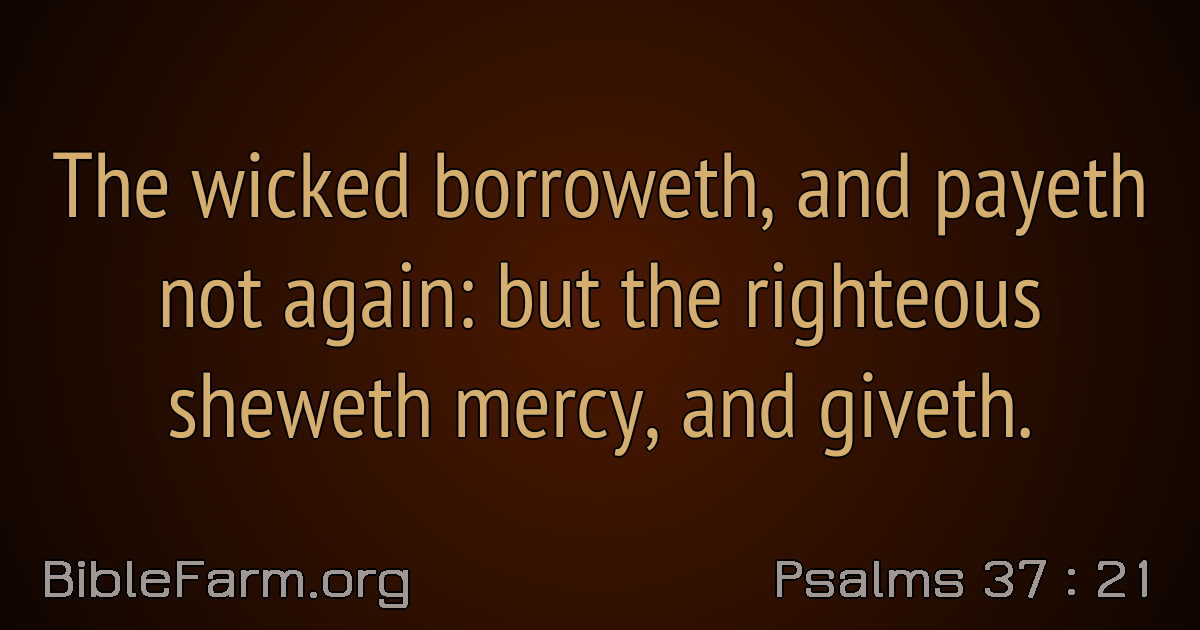 The wicked borroweth, and payeth
not again: but the righteous
sheweth mercy, and giveth.
BibleFarm.org
Psalms 37 : 21